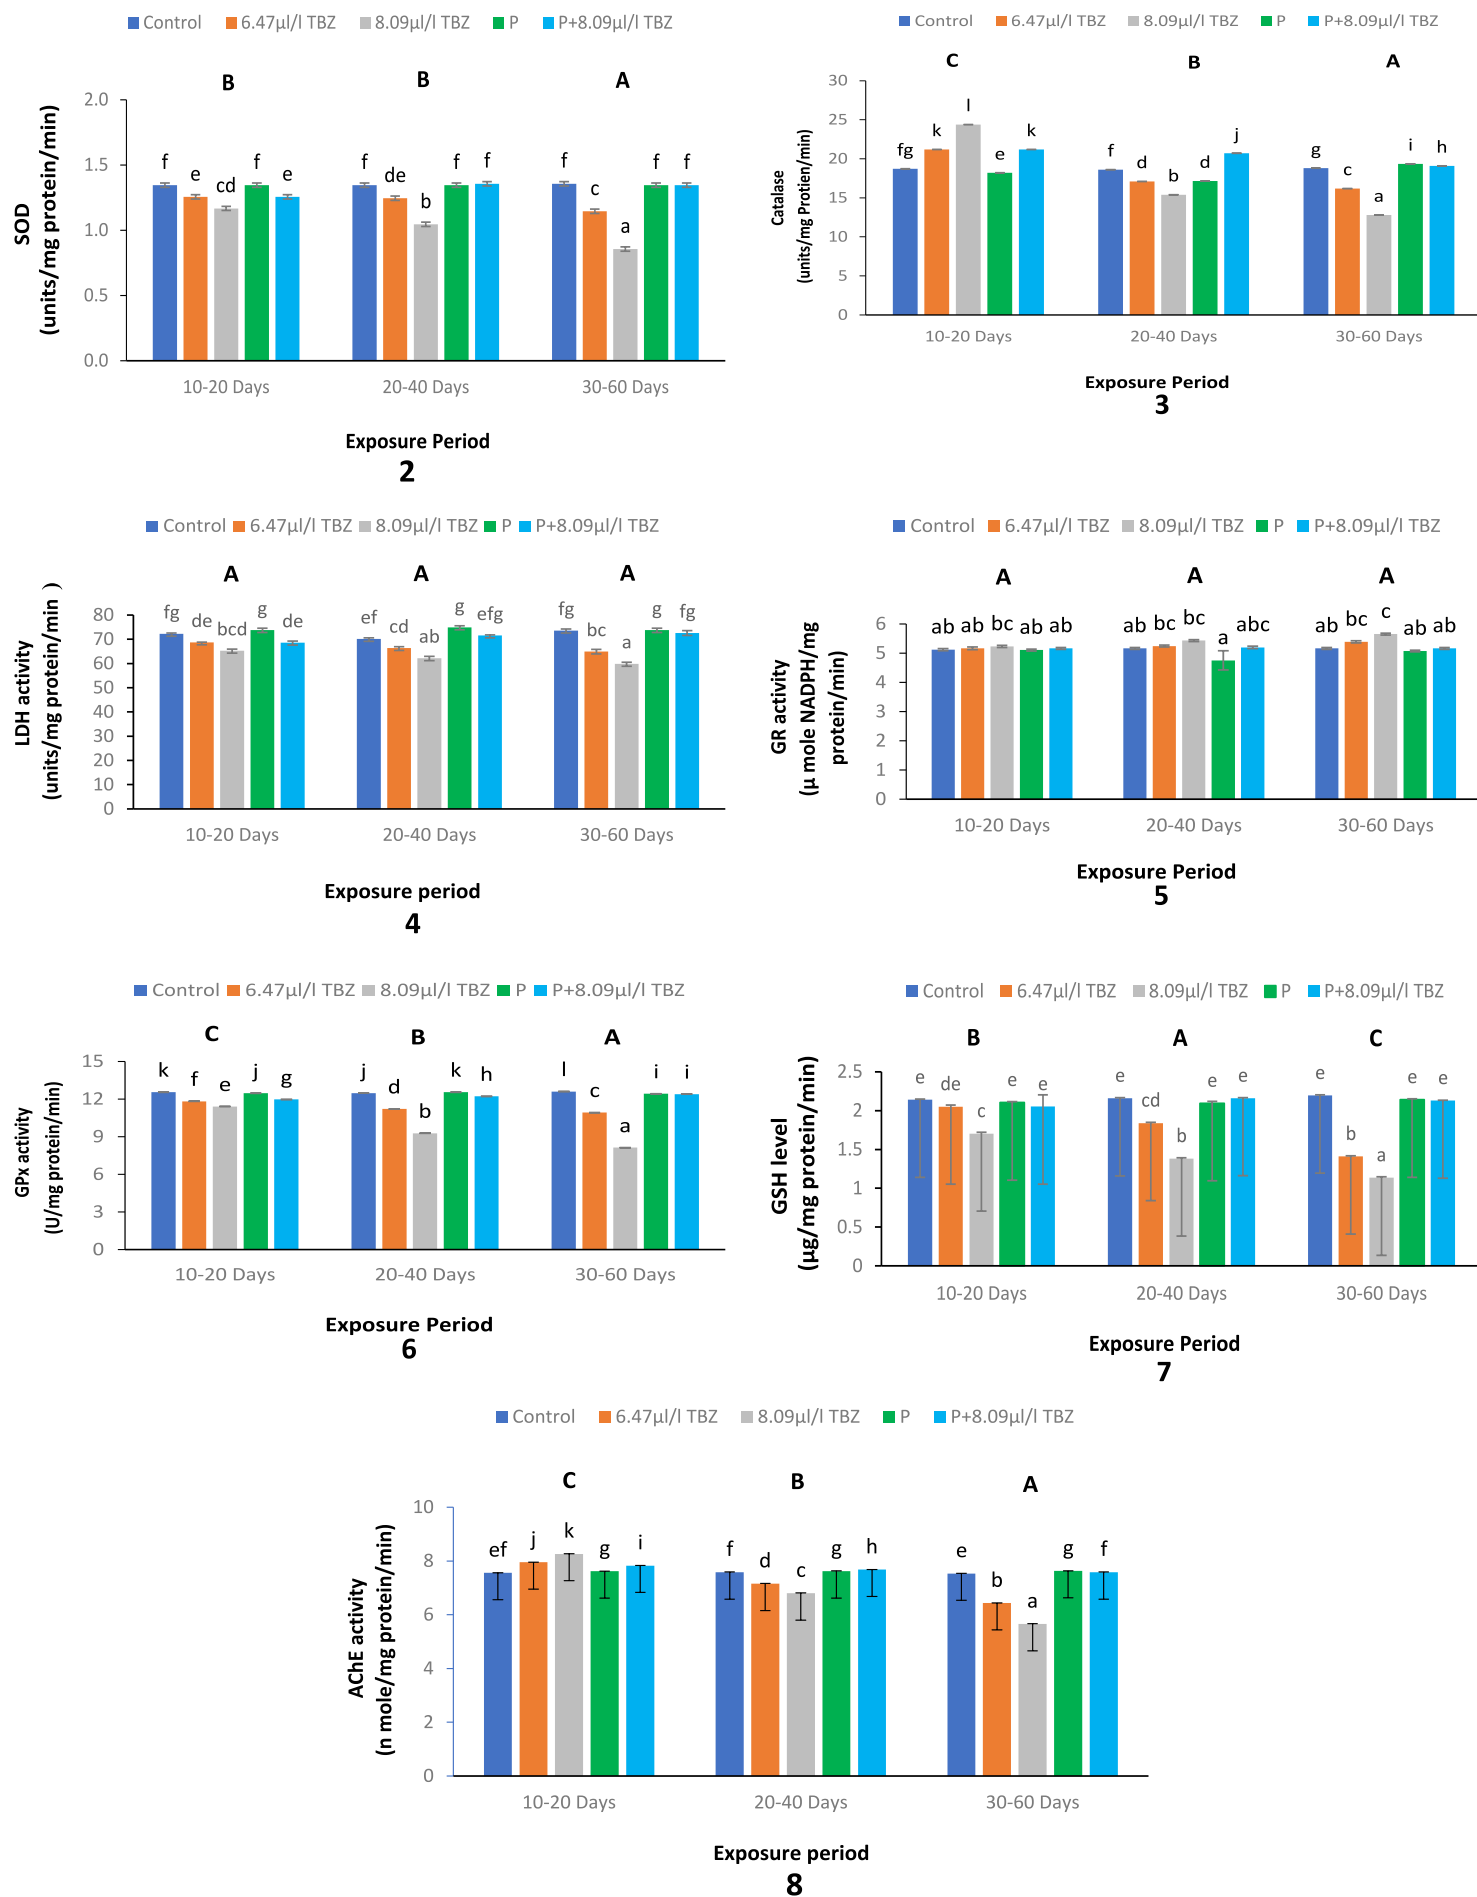 Control 6.47µl/l TBZ 8.09µl/l TBZ P P+8.09µl/l TBZ
B B A
SOD
(units/mg protein/min)
2.0
1.5
1.0
0.5
0.0
f e cd f e
f de b f f
f c a f f
10-20 Days 20-40 Days 30-60 Days
Exposure Period
2
Control 6.47µl/l TBZ 8.09µl/l TBZ P P+8.09µl/l TBZ
C B A
Catalase
(units/mg Protien/min)
30
25
20
15
10
5
0
fg k l e k
f d b d j
g c a i h
10-20 Days 20-40 Days 30-60 Days
Exposure Period
3
Control 6.47µl/l TBZ 8.09µl/l TBZ P P+8.09µl/l TBZ
A A A
LDH activity
(units/mg protein/min )
80
70
60
50
40
30
20
10
0
fg de bcd g de
ef cd ab g efg
fg bc a g fg
10-20 Days 20-40 Days 30-60 Days
Exposure period
4
Control 6.47µl/l TBZ 8.09µl/l TBZ P P+8.09µl/l TBZ
A A A
GR activity
(µ mole NADPH/mg
protein/min)
6
5
4
3
2
1
0
ab ab bc ab ab
ab bc bc a abc
ab bc c ab ab
10-20 Days 20-40 Days 30-60 Days
Exposure Period
5
Control 6.47µl/l TBZ 8.09µl/l TBZ P P+8.09µl/l TBZ
C B A
GPx activity
(U/mg protein/min)
15
12
9
6
3
0
k f e j g
j d b k h
l c a i i
10-20 Days 20-40 Days 30-60 Days
Exposure Period
6
Control 6.47µl/l TBZ 8.09µl/l TBZ P P+8.09µl/l TBZ
B A C
GSH level
(µg/mg protein/min)
2.5
2
1.5
1
0.5
0
e de c e e
e cd b e e
e b a e e
10-20 Days 20-40 Days 30-60 Days
Exposure Period
7
Control 6.47µl/l TBZ 8.09µl/l TBZ P P+8.09µl/l TBZ
C B A
AChE activity
(n mole/mg protein/min)
10
8
6
4
2
0
ef j k g i
f d c g h
e b a g f
10-20 Days 20-40 Days 30-60 Days
Exposure period
8